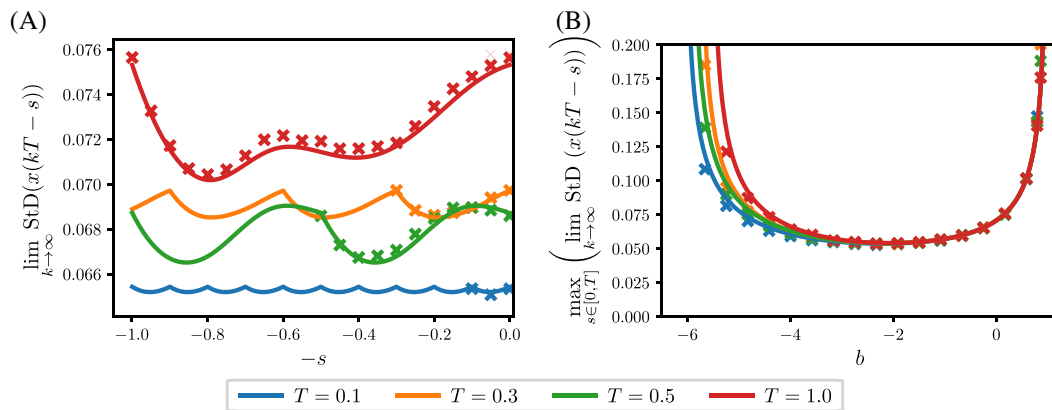 (A)
lim k→∞ StD(x(kT − s))
0.076
0.074
0.072
0.070
0.068
0.066
−1.0 −0.8 −0.6 −0.4 −0.2 0.0
−s
(B)
max s∈[0,T] ( lim k→∞ StD (x(kT − s)) )
0.200
0.175
0.150
0.125
0.100
0.075
0.050
0.025
0.000
−6 −4 −2 0
b
T = 0.1 T = 0.3 T = 0.5 T = 1.0